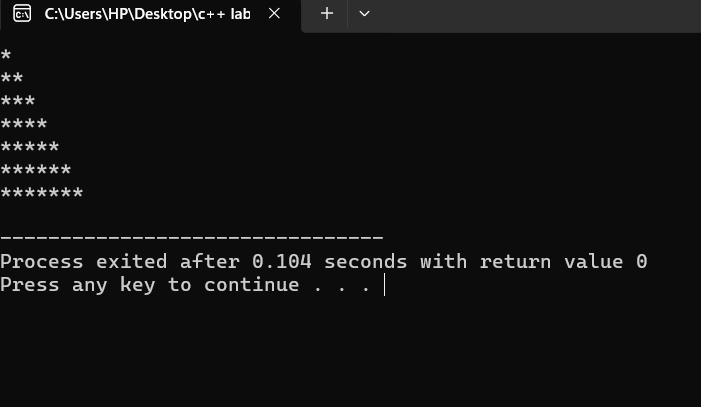 C:\Users\HP\Desktop\c++ lab
*
**
***
****
*****
******
*******
--------------------------------
Process exited after 0.104 seconds with return value 0
Press any key to continue . . .